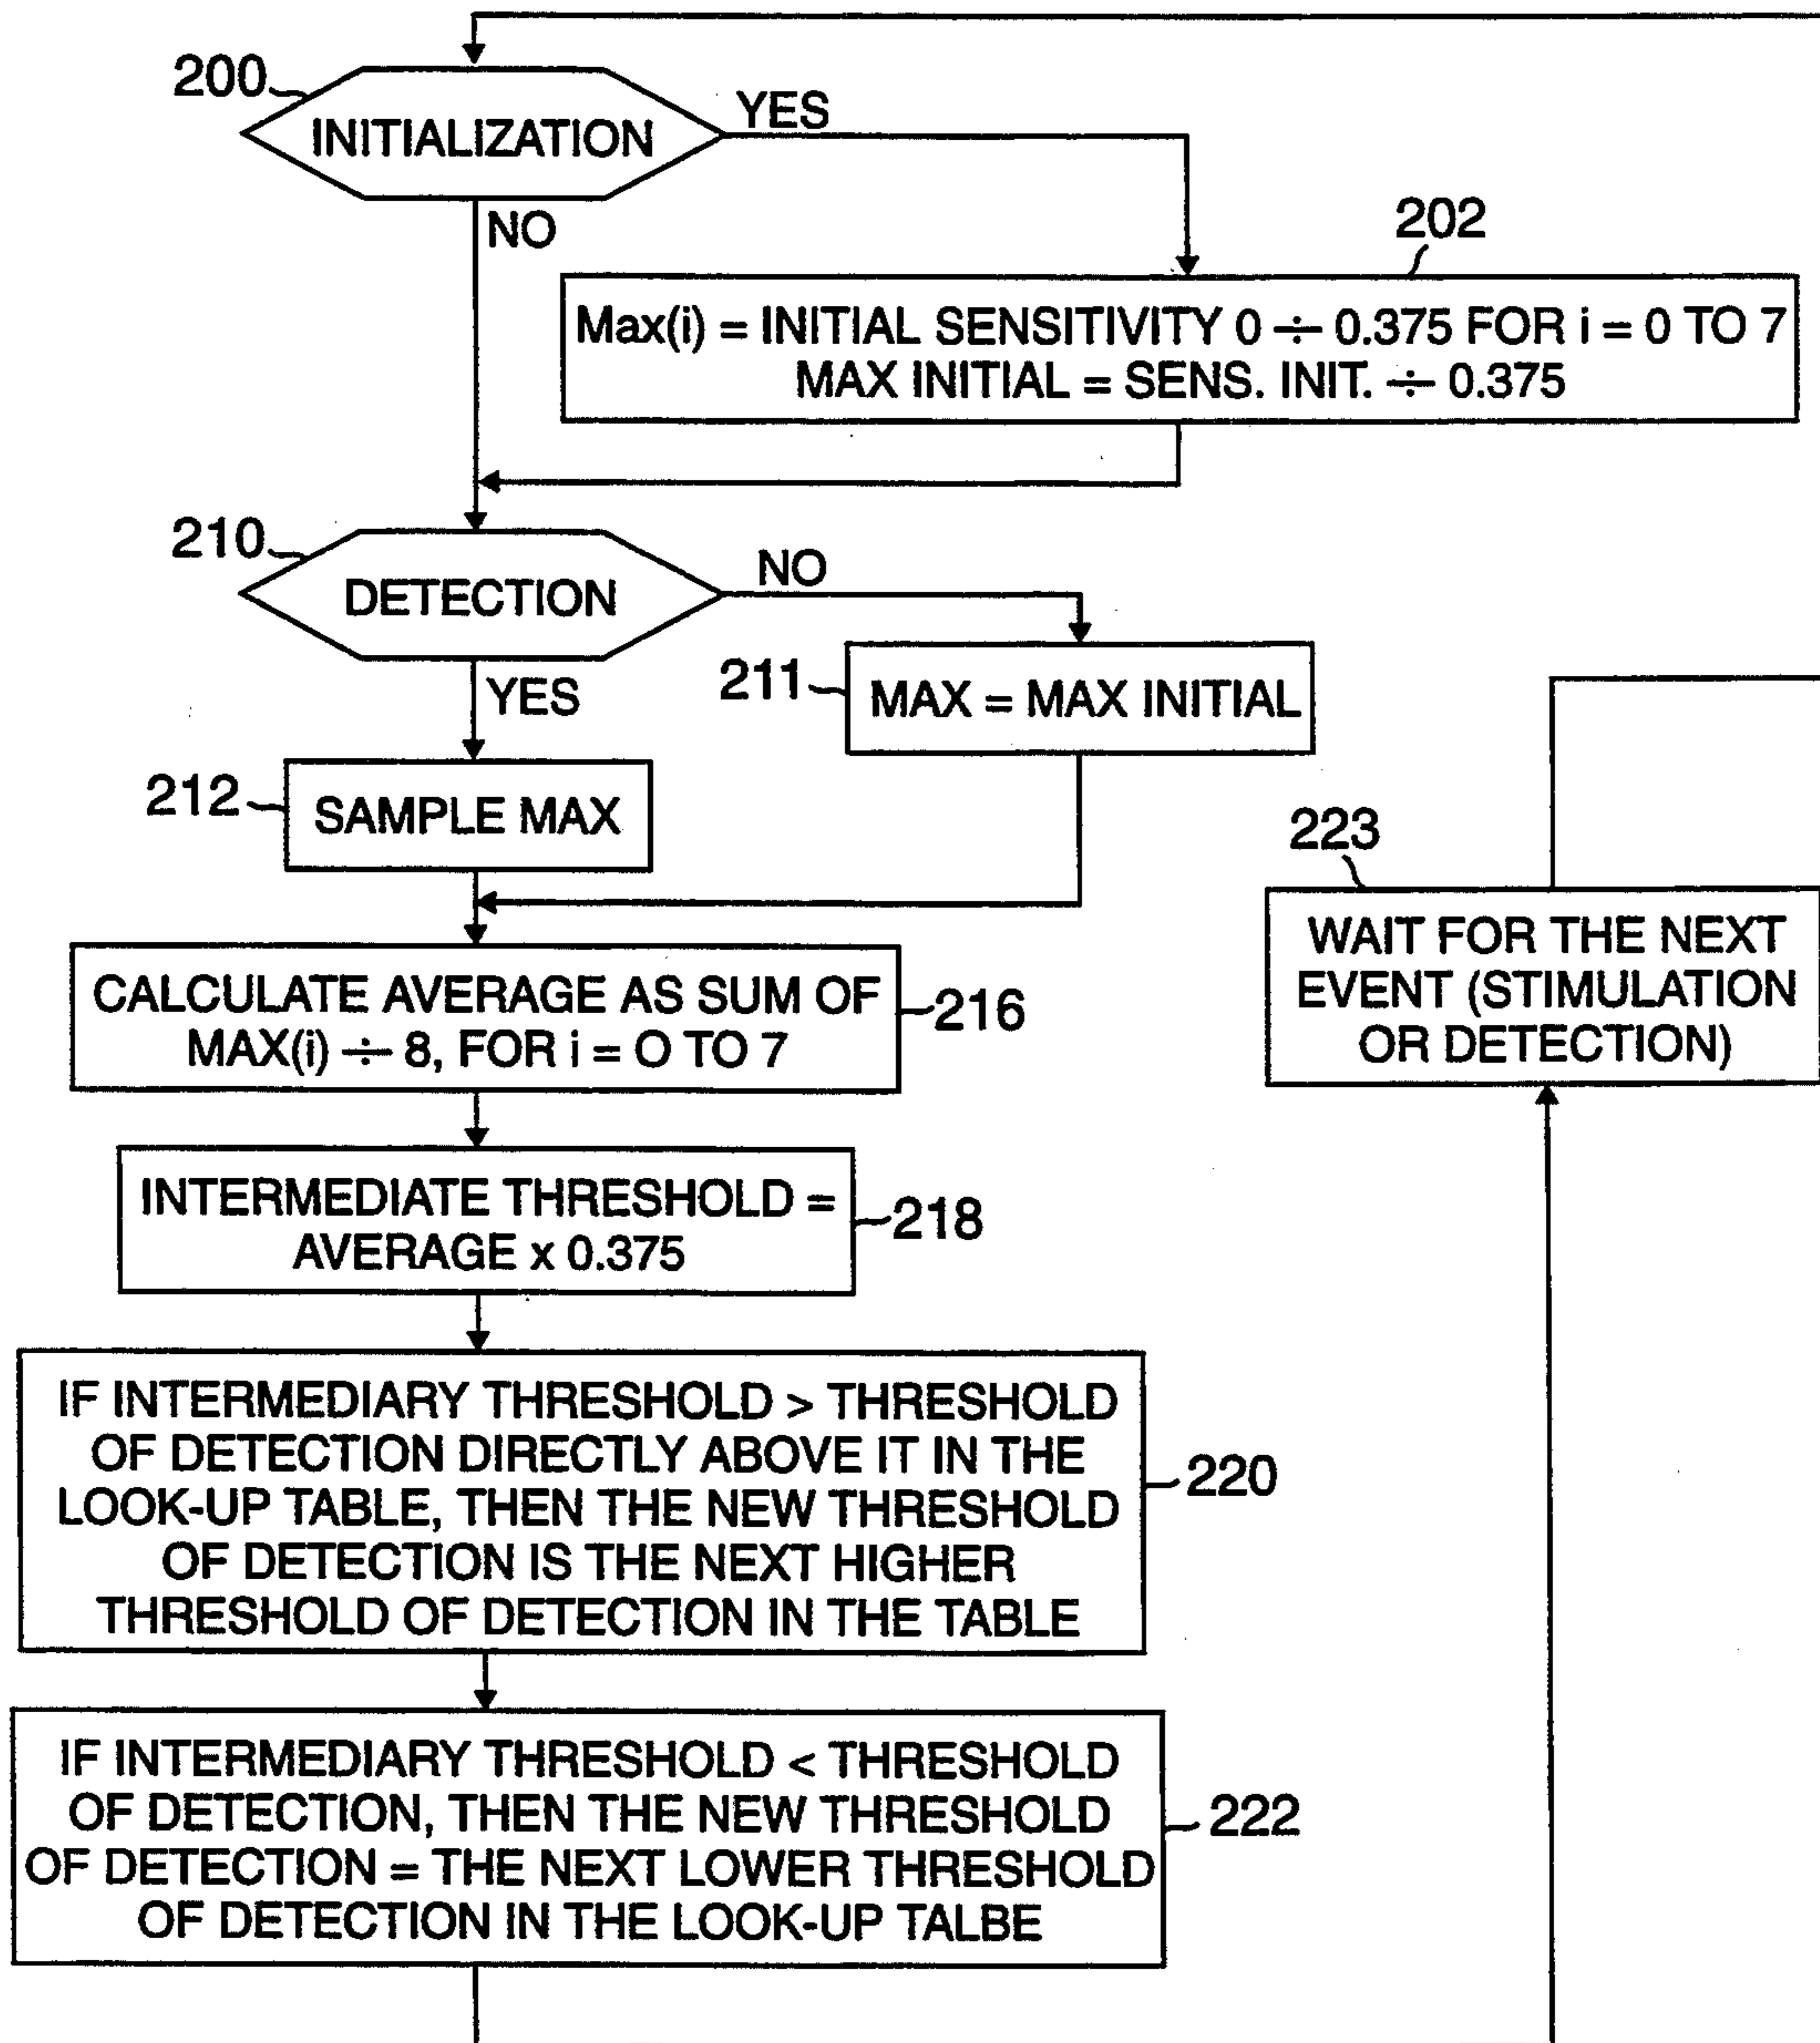 200
INITIALIZATION
YES
NO
202
Max(i) = INITIAL SENSITIVITY 0 ÷ 0.375 FOR i = 0 TO 7
MAX INITIAL = SENS. INIT. ÷ 0.375
210
DETECTION
NO
YES
211
MAX = MAX INITIAL
212
SAMPLE MAX
223
WAIT FOR THE NEXT
EVENT (STIMULATION
OR DETECTION)
CALCULATE AVERAGE AS SUM OF
MAX(i) ÷ 8, FOR i = O TO 7
216
INTERMEDIATE THRESHOLD =
AVERAGE x 0.375
218
IF INTERMEDIARY THRESHOLD > THRESHOLD
OF DETECTION DIRECTLY ABOVE IT IN THE
LOOK-UP TABLE, THEN THE NEW THRESHOLD
OF DETECTION IS THE NEXT HIGHER
THRESHOLD OF DETECTION IN THE TABLE
220
IF INTERMEDIARY THRESHOLD < THRESHOLD
OF DETECTION, THEN THE NEW THRESHOLD
OF DETECTION = THE NEXT LOWER THRESHOLD
OF DETECTION IN THE LOOK-UP TALBE
222